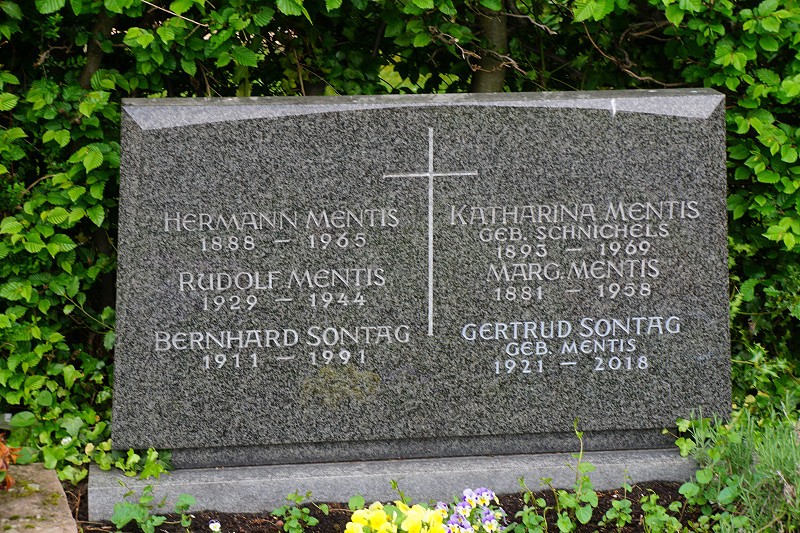 HERMANN MENTIS
1888 – 1965
RUDOLF MENTIS
1929 – 1944
BERNHARD SONTAG
1911 – 1991
KATHARINA MENTIS
GEB. SCHNICHELS
1893 – 1969
MARG. MENTIS
1881 – 1958
GERTRUD SONTAG
GEB. MENTIS
1921 – 2018